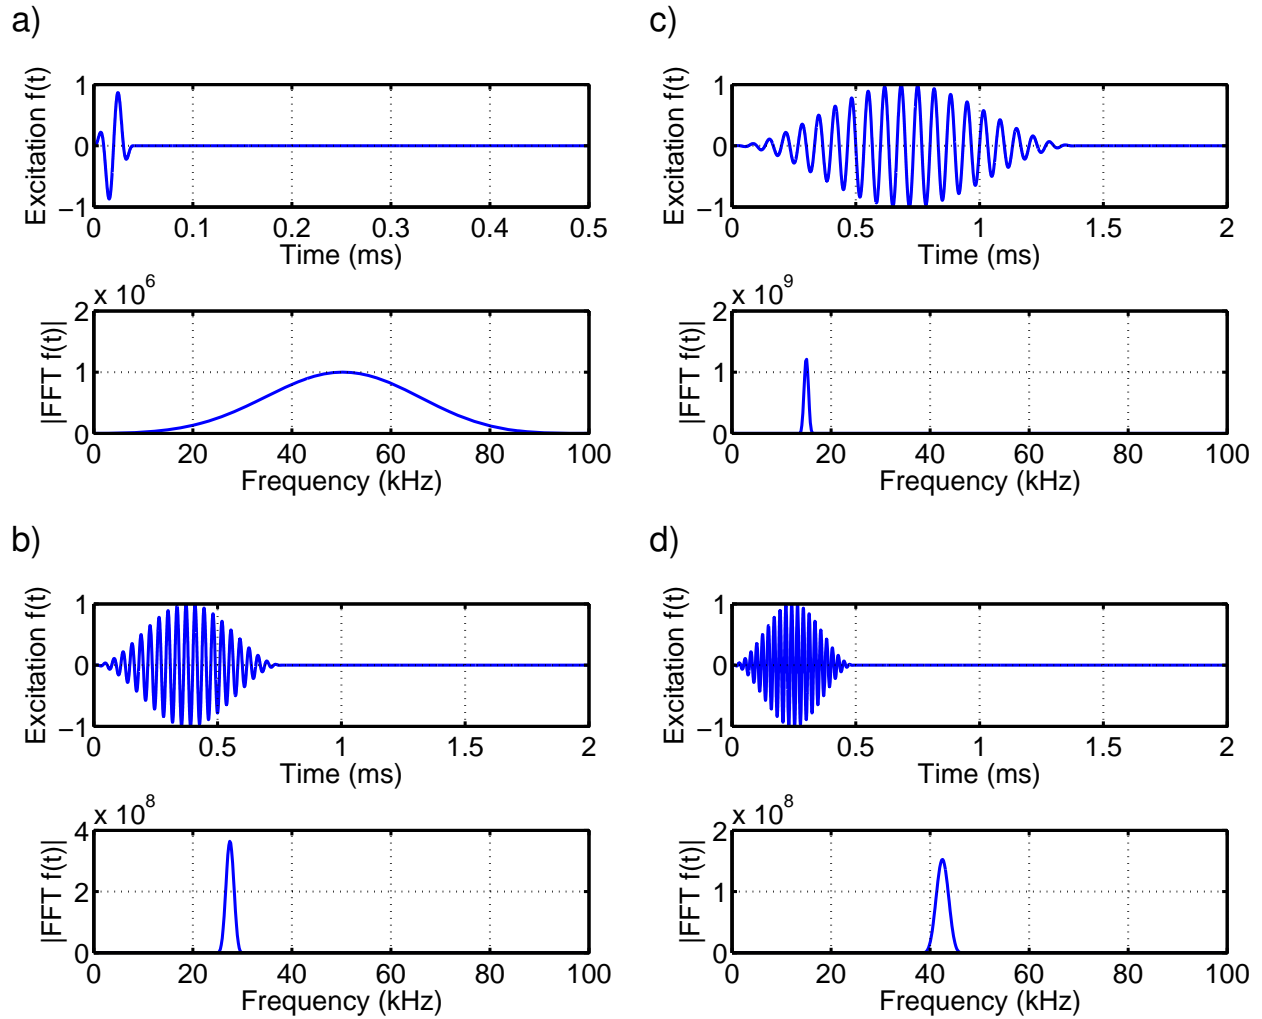 a)
Excitation f(t)
1
0
−1
0 0.1 0.2 0.3 0.4 0.5
Time (ms)
x 10^6
|FFT f(t)|
2
1
0
0 20 40 60 80 100
Frequency (kHz)
c)
Excitation f(t)
1
0
−1
0 0.5 1 1.5 2
Time (ms)
x 10^9
|FFT f(t)|
2
1
0
0 20 40 60 80 100
Frequency (kHz)
b)
Excitation f(t)
1
0
−1
0 0.5 1 1.5 2
Time (ms)
x 10^8
|FFT f(t)|
4
2
0
0 20 40 60 80 100
Frequency (kHz)
d)
Excitation f(t)
1
0
−1
0 0.5 1 1.5 2
Time (ms)
x 10^8
|FFT f(t)|
2
1
0
0 20 40 60 80 100
Frequency (kHz)